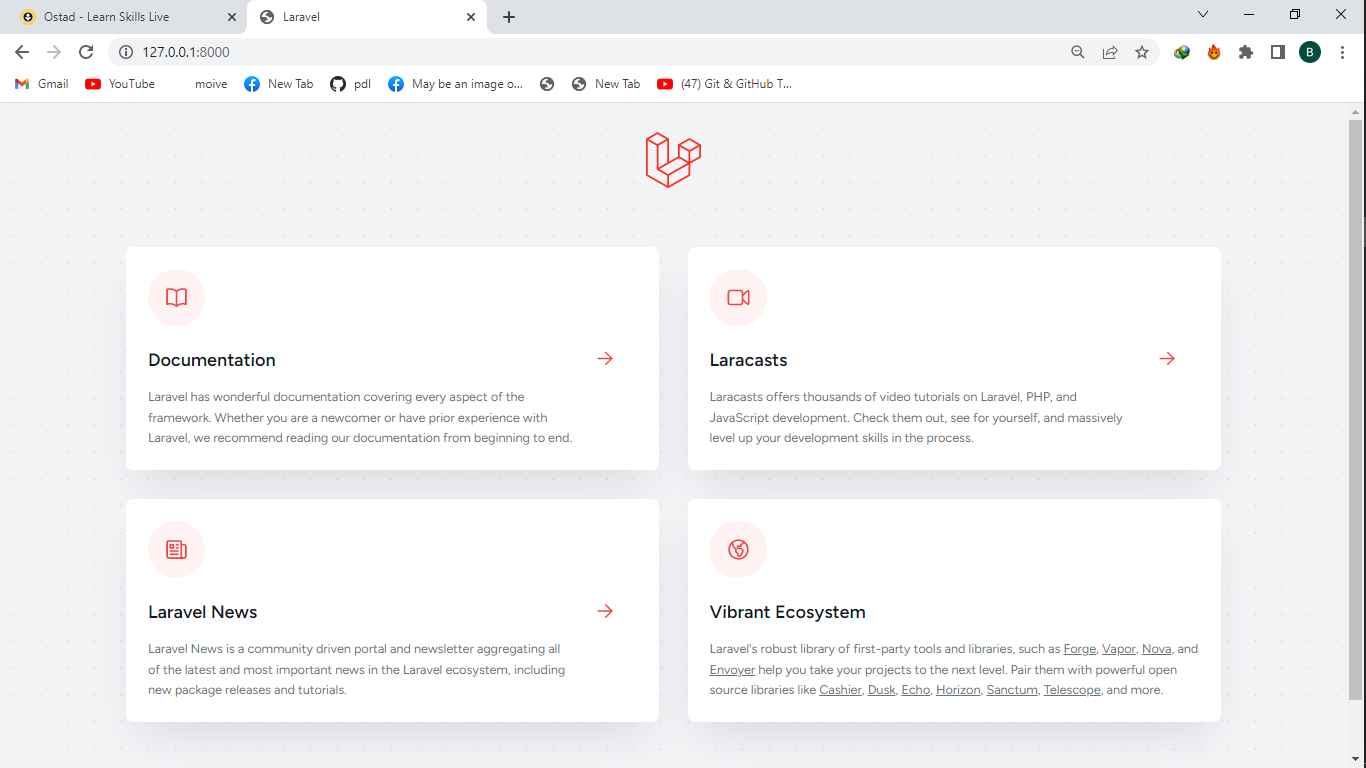 Ostad - Learn Skills Live
Laravel
127.0.0.1:8000
B
Gmail
YouTube
moive
New Tab
pdl
May be an image o...
New Tab
(47) Git & GitHub T...
Documentation
Laravel has wonderful documentation covering every aspect of the
framework. Whether you are a newcomer or have prior experience with
Laravel, we recommend reading our documentation from beginning to end.
Laracasts
Laracasts offers thousands of video tutorials on Laravel, PHP, and
JavaScript development. Check them out, see for yourself, and massively
level up your development skills in the process.
Laravel News
Laravel News is a community driven portal and newsletter aggregating all
of the latest and most important news in the Laravel ecosystem, including
new package releases and tutorials.
Vibrant Ecosystem
Laravel's robust library of first-party tools and libraries, such as Forge, Vapor, Nova, and
Envoyer help you take your projects to the next level. Pair them with powerful open
source libraries like Cashier, Dusk, Echo, Horizon, Sanctum, Telescope, and more.